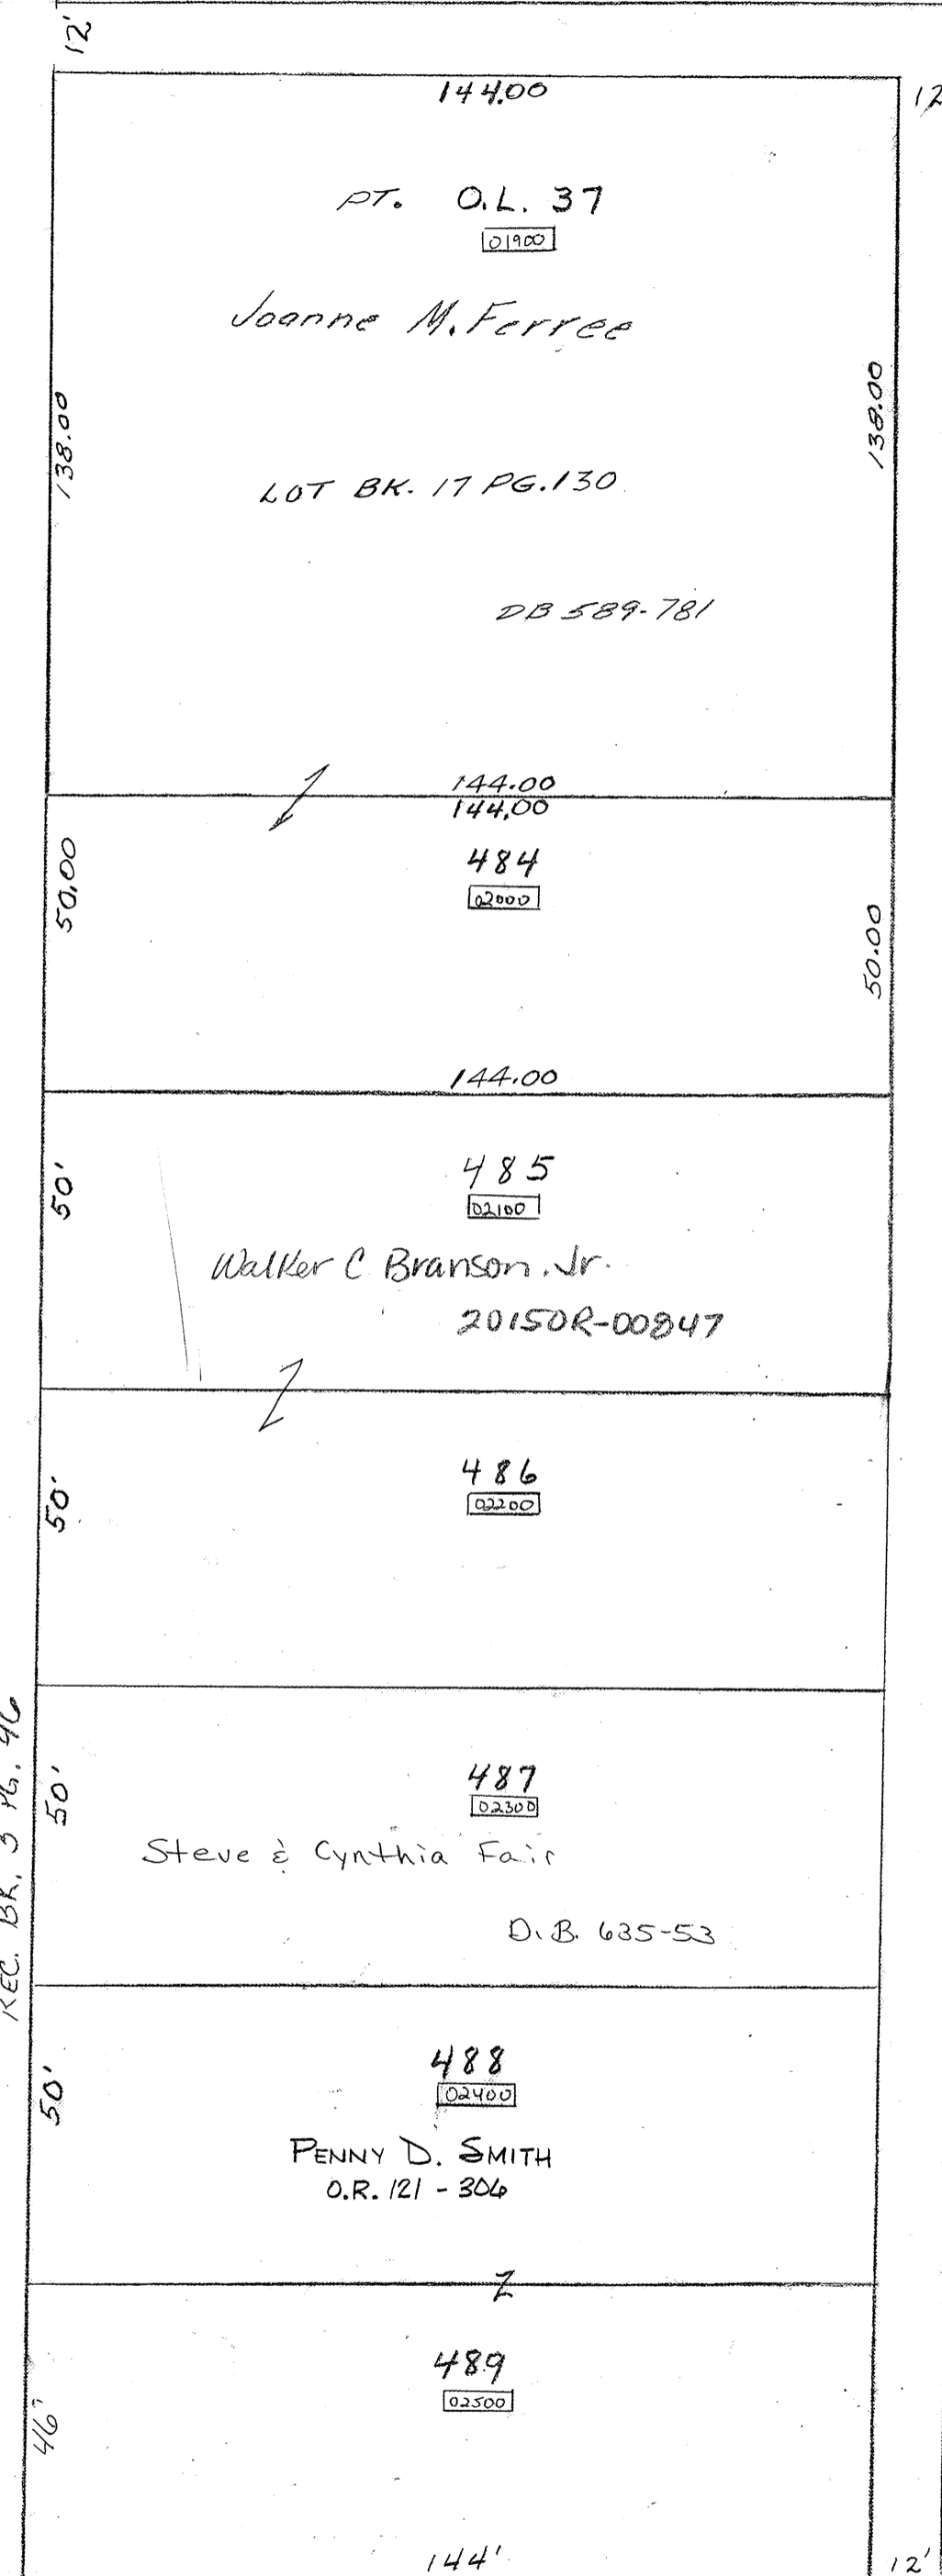 12'
144.00
12
PT. O.L. 37
01900
Joanne M. Ferree
138.00
138.00
LOT BK. 17 PG. 130
DB 589-781
144.00
144.00
50.00
484
02000
50.00
144.00
50'
485
02100
Walker C Branson, Jr.
2015OR-00847
50'
486
02200
REC. BK. 3 PG. 46
50'
487
02300
Steve & Cynthia Fair
D.B. 635-53
50'
488
02400
PENNY D. SMITH
O.R. 121 - 306
46'
489
02500
144'
12'